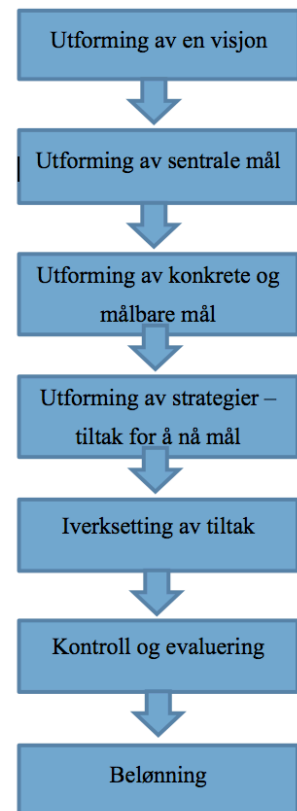 Utforming av en visjon
Utforming av sentrale mål
Utforming av konkrete og
målbare mål
Utforming av strategier –
tiltak for å nå mål
Iverksetting av tiltak
Kontroll og evaluering
Belønning